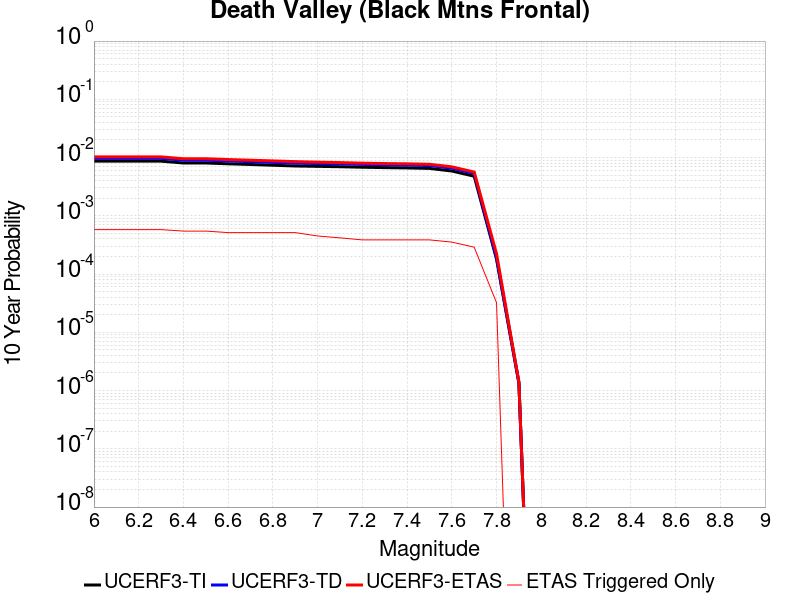 Death Valley (Black Mtns Frontal)
10 0
10 -1
10 -2
10 -3
10 -4
10 -5
10 -6
10 -7
10 -8
10 Year Probability
6 6.2 6.4 6.6 6.8 7 7.2 7.4 7.6 7.8 8 8.2 8.4 8.6 8.8 9
Magnitude
UCERF3-TI UCERF3-TD UCERF3-ETAS ETAS Triggered Only